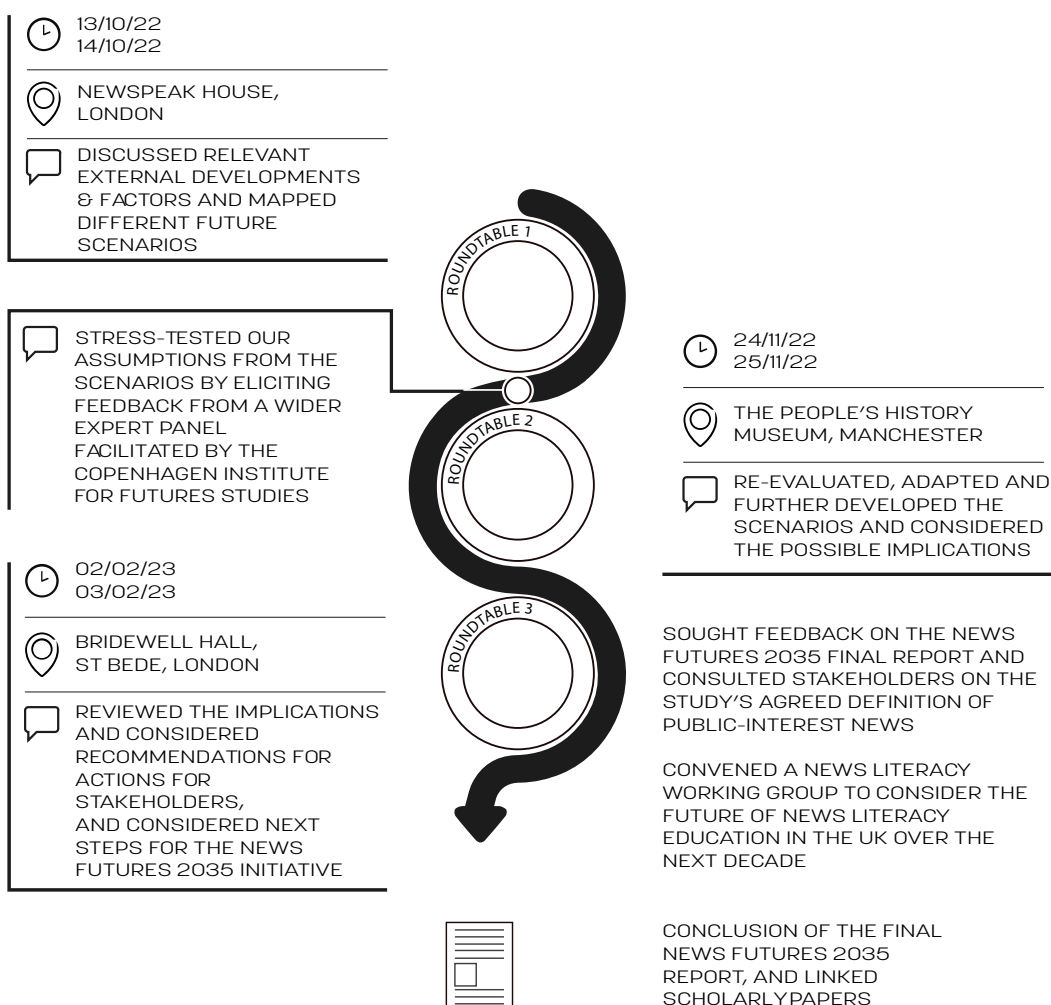 13/10/22
14/10/22
NEWSPEAK HOUSE,
LONDON
DISCUSSED RELEVANT
EXTERNAL DEVELOPMENTS
& FACTORS AND MAPPED
DIFFERENT FUTURE
SCENARIOS
ROUNDTABLE 1
STRESS-TESTED OUR
ASSUMPTIONS FROM THE
SCENARIOS BY ELICITING
FEEDBACK FROM A WIDER
EXPERT PANEL
FACILITATED BY THE
COPENHAGEN INSTITUTE
FOR FUTURES STUDIES
ROUNDTABLE 2
24/11/22
25/11/22
THE PEOPLE'S HISTORY
MUSEUM, MANCHESTER
RE-EVALUATED, ADAPTED AND
FURTHER DEVELOPED THE
SCENARIOS AND CONSIDERED
THE POSSIBLE IMPLICATIONS
02/02/23
03/02/23
BRIDEWELL HALL,
ST BEDE, LONDON
REVIEWED THE IMPLICATIONS
AND CONSIDERED
RECOMMENDATIONS FOR
ACTIONS FOR
STAKEHOLDERS,
AND CONSIDERED NEXT
STEPS FOR THE NEWS
FUTURES 2035 INITIATIVE
ROUNDTABLE 3
SOUGHT FEEDBACK ON THE NEWS
FUTURES 2035 FINAL REPORT AND
CONSULTED STAKEHOLDERS ON THE
STUDY'S AGREED DEFINITION OF
PUBLIC-INTEREST NEWS
CONVENED A NEWS LITERACY
WORKING GROUP TO CONSIDER THE
FUTURE OF NEWS LITERACY
EDUCATION IN THE UK OVER THE
NEXT DECADE
CONCLUSION OF THE FINAL
NEWS FUTURES 2035
REPORT, AND LINKED
SCHOLARLYPAPERS